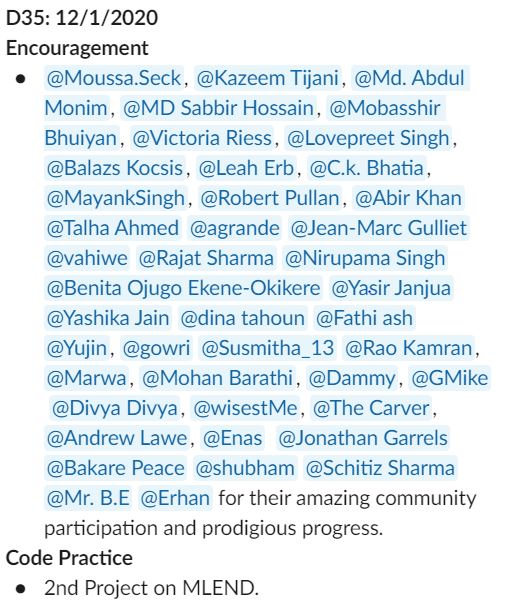 D35: 12/1/2020
Encouragement
● @Moussa.Seck, @Kazeem Tijani, @Md. Abdul
Monim, @MD Sabbir Hossain, @Mobasshir
Bhuiyan, @Victoria Riess, @Lovepreet Singh,
@Balazs Kocsis, @Leah Erb, @C.k. Bhatia,
@MayankSingh, @Robert Pullan, @Abir Khan
@Talha Ahmed @agrande @Jean-Marc Gulliet
@vahiwe @Rajat Sharma @Nirupama Singh
@Benita Ojugo Ekene-Okikere @Yasir Janjua
@Yashika Jain @dina tahoun @Fathi ash
@Yujin, @gowri @Susmitha_13 @Rao Kamran,
@Marwa, @Mohan Barathi, @Dammy, @GMike
@Divya Divya, @wisestMe, @The Carver,
@Andrew Lawe, @Enas @Jonathan Garrels
@Bakare Peace @shubham @Schitiz Sharma
@Mr. B.E @Erhan for their amazing community
participation and prodigious progress.
Code Practice
● 2nd Project on MLEND.